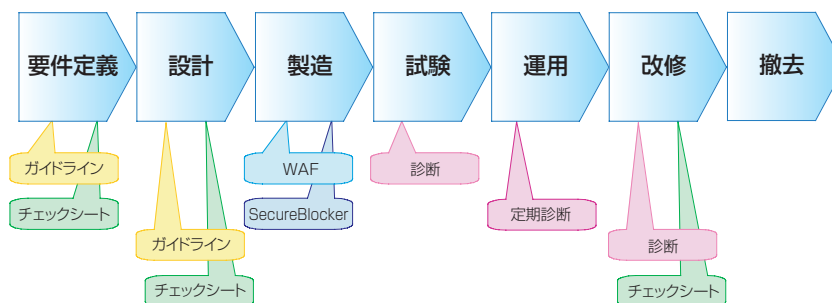 要件定義
設計
製造
試験
運用
改修
撤去
ガイドライン
WAF
診断
チェックシート
SecureBlocker
定期診断
ガイドライン
診断
チェックシート
チェックシート